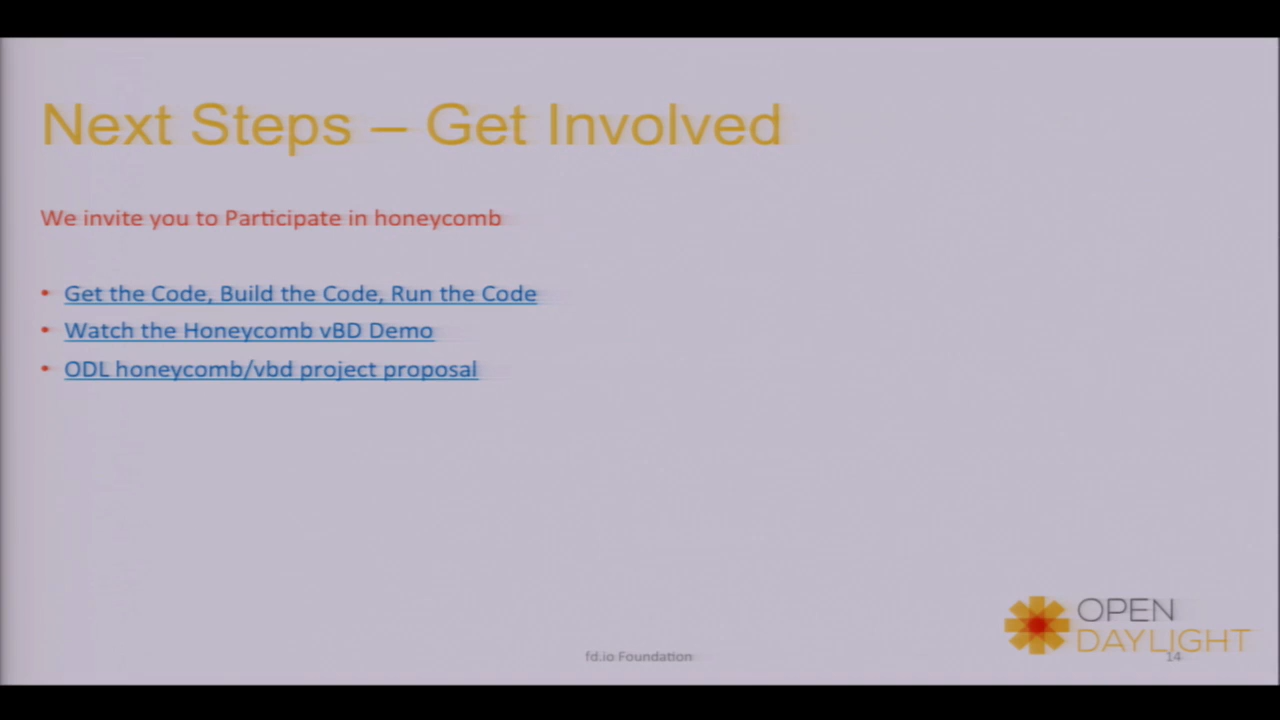 Next Steps – Get Involved
We invite you to Participate in honeycomb
• Get the Code, Build the Code, Run the Code
• Watch the Honeycomb vBD Demo
• ODL honeycomb/vbd project proposal
OPEN
DAYLIGHT
fd.io Foundation
14